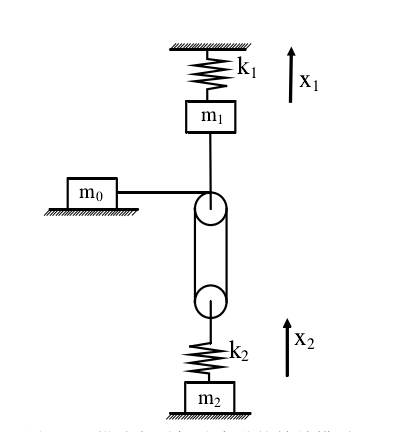 k₁
x₁
m₁
m₀
x₂
k₂
m₂